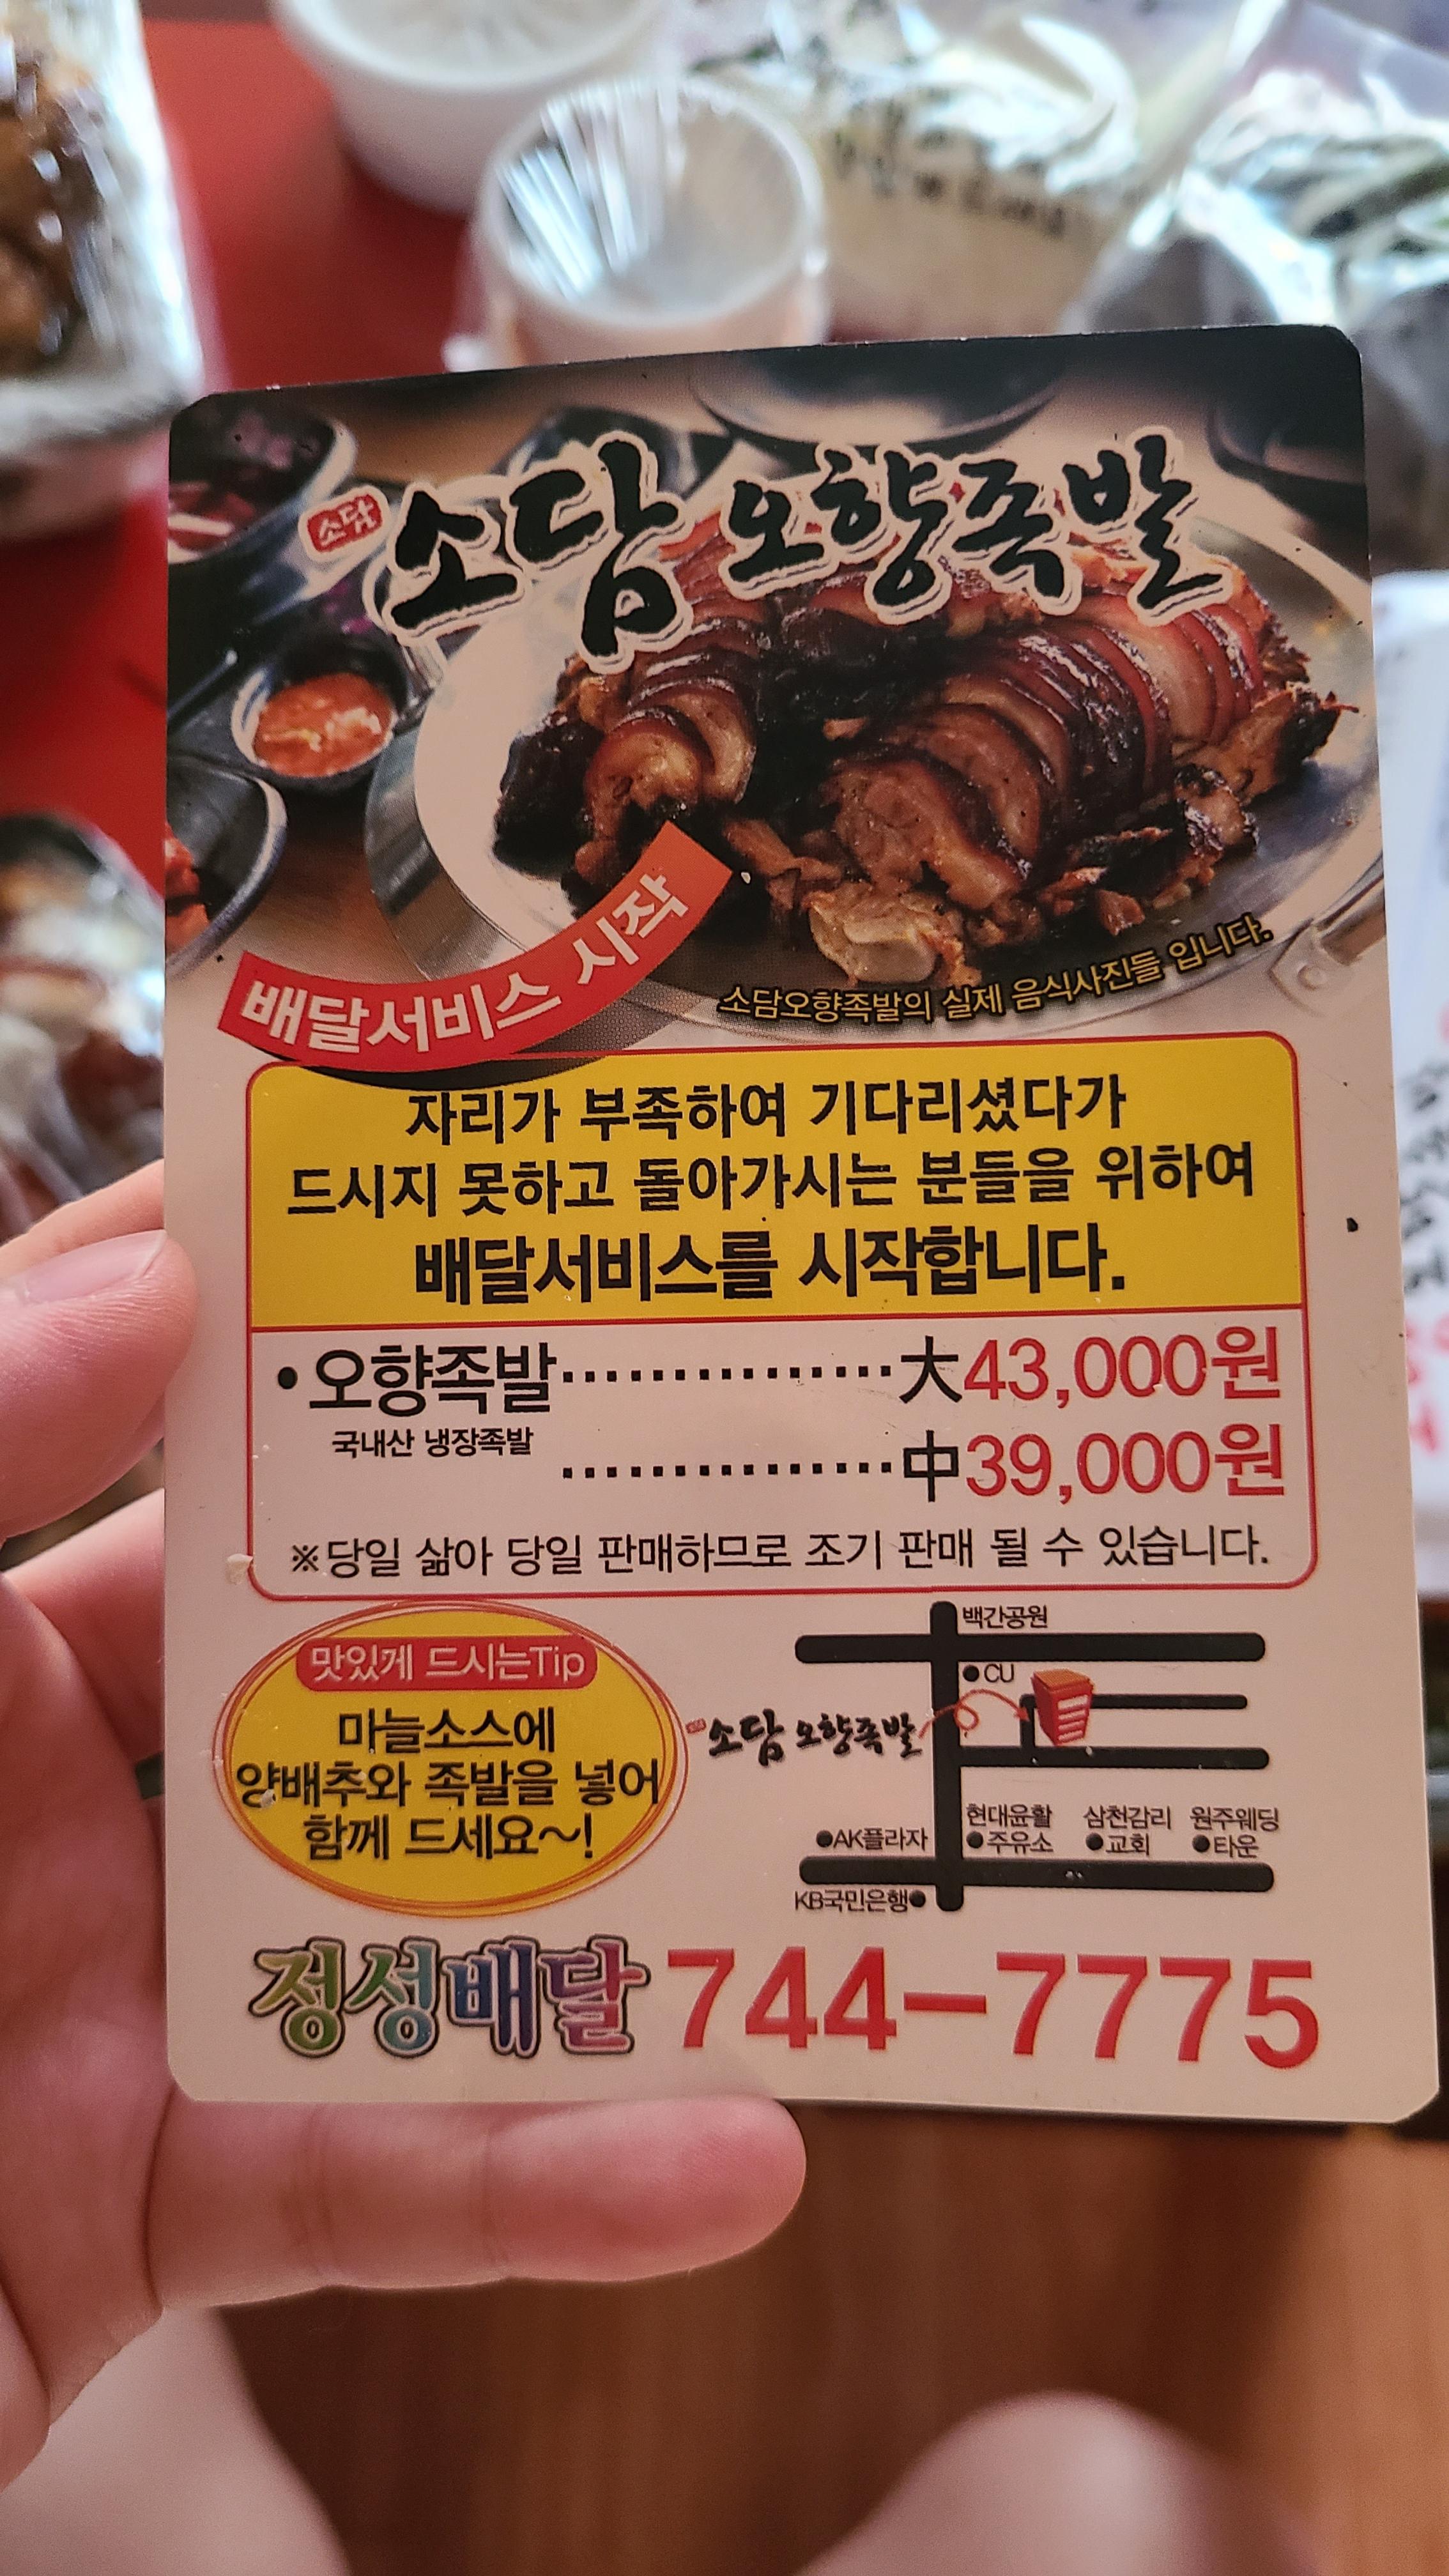 소담
소담 오향족발
배달서비스 시작
소담오향족발의 실제 음식사진들 입니다.
자리가 부족하여 기다리셨다가
드시지 못하고 돌아가시는 분들을 위하여
배달서비스를 시작합니다.
• 오향족발 ················ 大43,000원
국내산 냉장족발
················ 中39,000원
※당일 삶아 당일 판매하므로 조기 판매 될 수 있습니다.
맛있게 드시는Tip
마늘소스에
양배추와 족발을 넣어
함께 드세요~!
백간공원
●CU
소담 오향족발
현대윤활 삼천감리 원주웨딩
●AK플라자 ●주유소 ●교회 ●타운
KB국민은행●
정성배달 744-7775